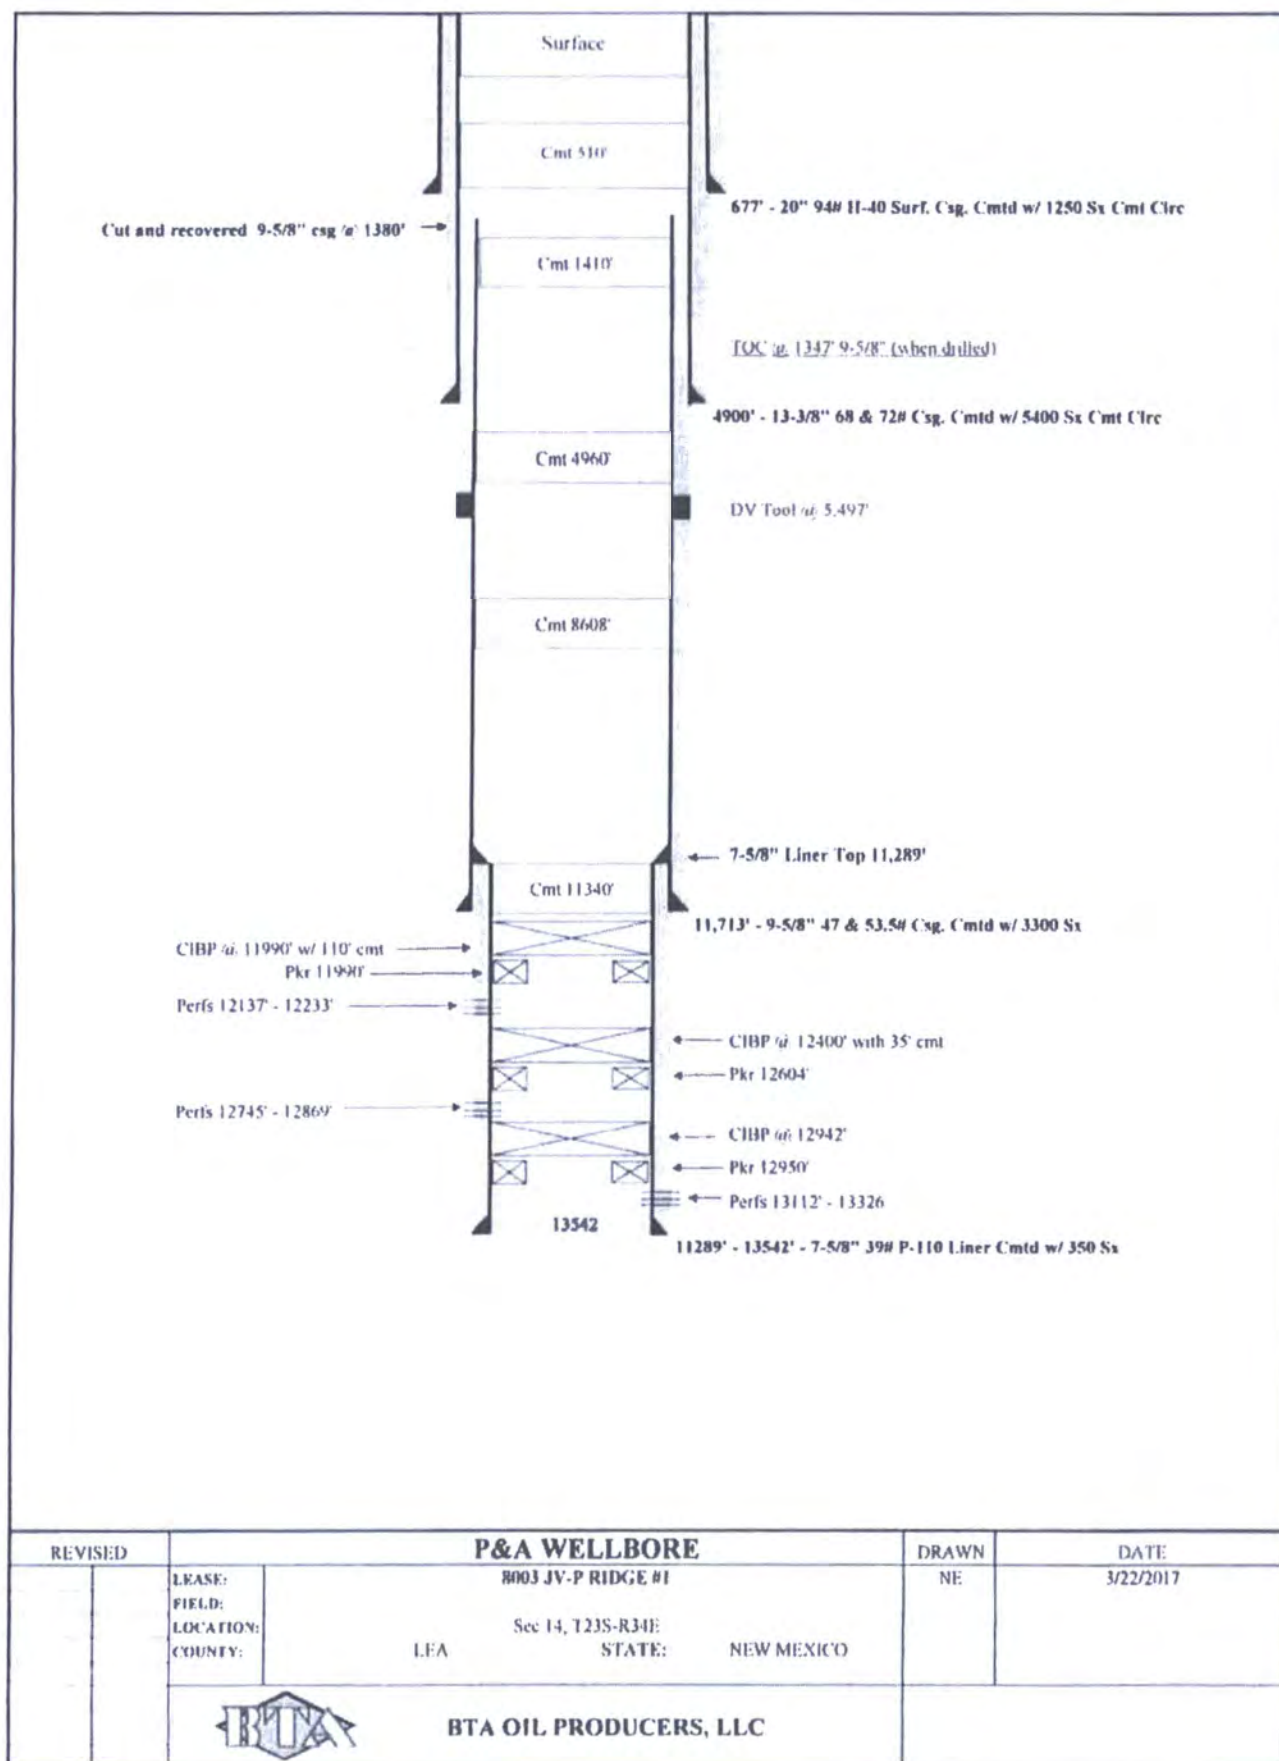 Surface
Cmt 510'
677' - 20" 94# H-40 Surf. Csg. Cmtd w/ 1250 Sx Cmt Circ
Cut and recovered 9-5/8" csg @ 1380'
Cmt 1410'
TOC @ 1347' 9-5/8" (when drilled)
4900' - 13-3/8" 68 & 72# Csg. Cmtd w/ 5400 Sx Cmt Circ
Cmt 4960'
DV Tool @ 5,497'
Cmt 8608'
7-5/8" Liner Top 11,289'
Cmt 11340'
11,713' - 9-5/8" 47 & 53.5# Csg. Cmtd w/ 3300 Sx
CIBP @ 11990' w/ 110' cmt
Pkr 11990'
Perfs 12137' - 12233'
CIBP @ 12400' with 35' cmt
Pkr 12604'
Perfs 12745' - 12869'
CIBP @ 12942'
Pkr 12950'
Perfs 13112' - 13326
13542
11289' - 13542' - 7-5/8" 39# P-110 Liner Cmtd w/ 350 Sx
REVISED P&A WELLBORE DRAWN DATE
LEASE: 8003 JV-P RIDGE #1 NE 3/22/2017
FIELD:
LOCATION: Sec 14, T23S-R34E
COUNTY: LEA STATE: NEW MEXICO
BTA BTA OIL PRODUCERS, LLC